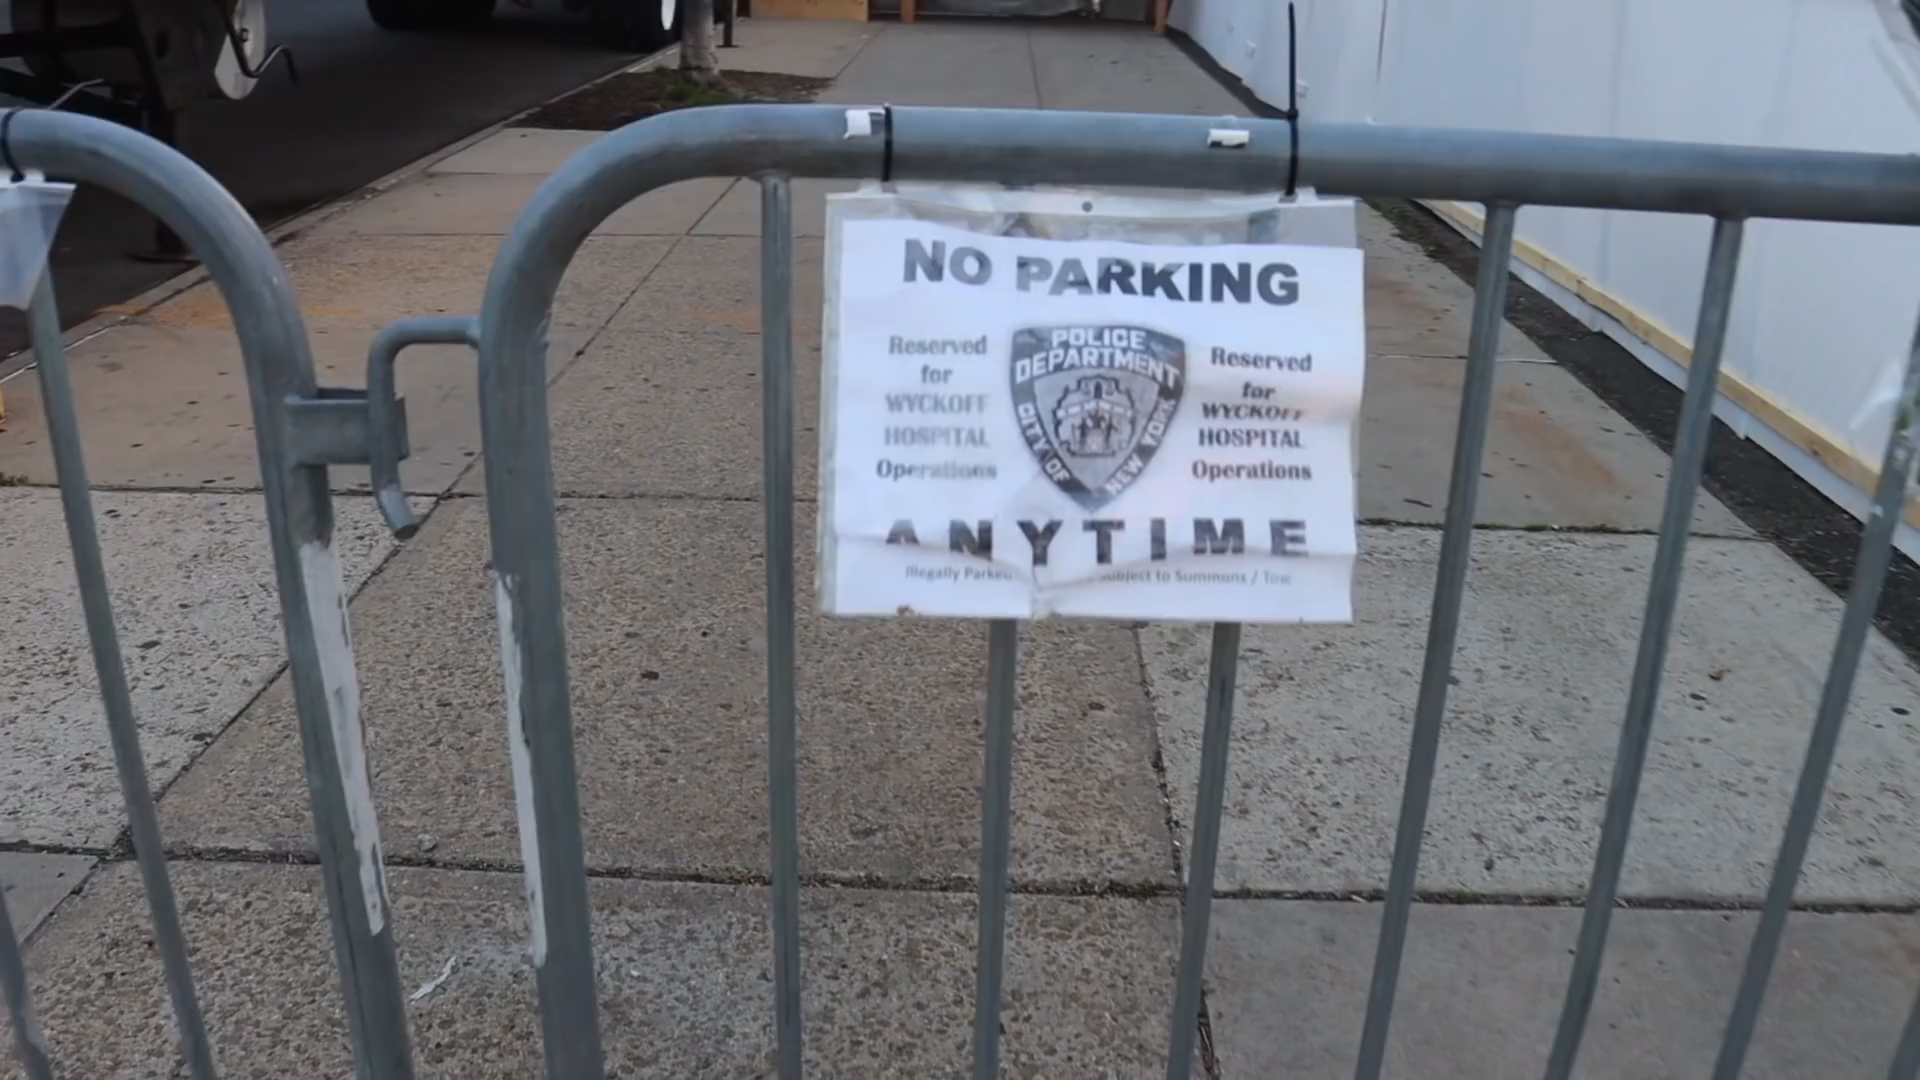 NO PARKING
Reserved
for
WYCKOFF
HOSPITAL
Operations
POLICE
DEPARTMENT
CITY OF
NEW YORK
Reserved
for
WYCKOFF
HOSPITAL
Operations
ANYTIME
Illegally Parked Subject to Summons / Tow